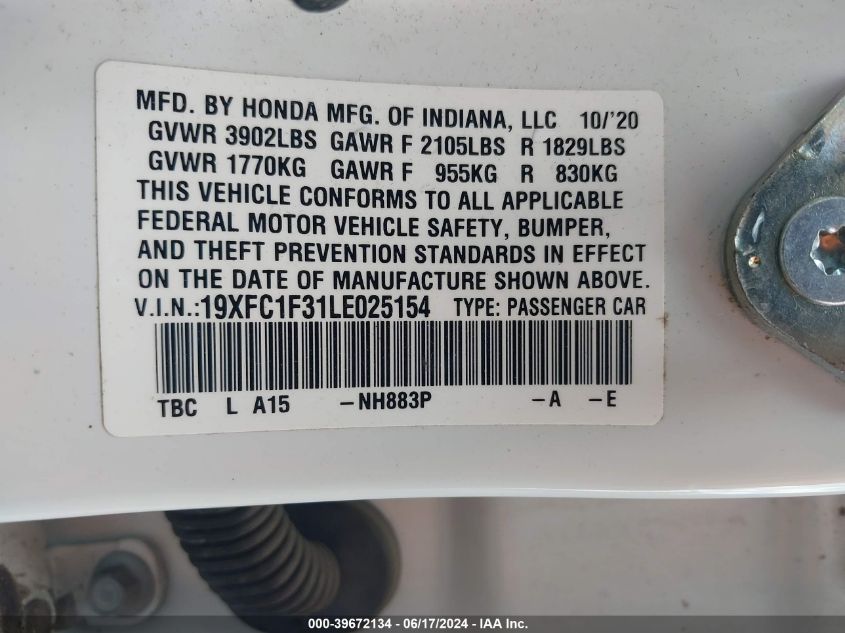 MFD. BY HONDA MFG. OF INDIANA, LLC 10/'20
GVWR 3902LBS GAWR F 2105LBS R 1829LBS
GVWR 1770KG GAWR F 955KG R 830KG
THIS VEHICLE CONFORMS TO ALL APPLICABLE
FEDERAL MOTOR VEHICLE SAFETY, BUMPER,
AND THEFT PREVENTION STANDARDS IN EFFECT
ON THE DATE OF MANUFACTURE SHOWN ABOVE.
V.I.N.:19XFC1F31LE025154 TYPE: PASSENGER CAR
TBC L A15 -NH883P -A -E
000-39672134 - 06/17/2024 - IAA Inc.